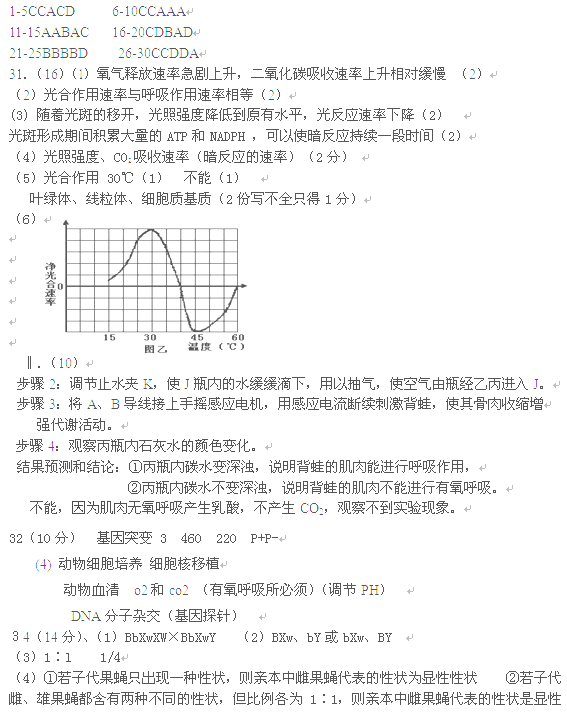 1-5CCACD 6-10CCAAA
11-15AABAC 16-20CDBAD
21-25BBBBD 26-30CCDDA
31.（16）（1）氧气释放速率急剧上升，二氧化碳吸收速率上升相对缓慢 （2）
（2）光合作用速率与呼吸作用速率相等（2）
（3）随着光斑的移开，光照强度降低到原有水平，光反应速率下降（2）
光斑形成期间积累大量的 ATP 和 NADPH ，可以使暗反应持续一段时间（2）
（4）光照强度、CO₂吸收速率（暗反应的速率）（2分）
（5）光合作用 30℃（1） 不能（1）
叶绿体、线粒体、细胞质基质（2份写不全只得1分）
（6）
净光合速率
0
15 30 45 60
图乙 温度（℃）
Ⅱ.（10）
步骤2：调节止水夹K，使J瓶内的水缓缓滴下，用以抽气，使空气由瓶经乙丙进入J。
步骤3：将 A、B导线接上手摇感应电机，用感应电流断续刺激背蛙，使其骨肉收缩增
强代谢活动。
步骤 4：观察丙瓶内石灰水的颜色变化。
结果预测和结论：①丙瓶内碳水变深浊，说明背蛙的肌肉能进行呼吸作用，
②丙瓶内碳水不变深浊，说明背蛙的肌肉不能进行有氧呼吸。
不能，因为肌肉无氧呼吸产生乳酸，不产生 CO₂，观察不到实验现象。
32（10分） 基因突变 3 460 220 P+P-
(4) 动物细胞培养 细胞核移植
动物血清 o2和 co2 （有氧呼吸所必须）（调节 PH）
DNA 分子杂交（基因探针）
34（14分）、（1）BbXwXW×BbXwY （2）BXw、bY 或 bXw、BY
（3）1∶1 1/4
（4）①若子代果蝇只出现一种性状，则亲本中雌果蝇代表的性状为显性性状 ②若子代
雌、雄果蝇都含有两种不同的性状，但比例各为 1∶1，则亲本中雌果蝇代表的性状是显性